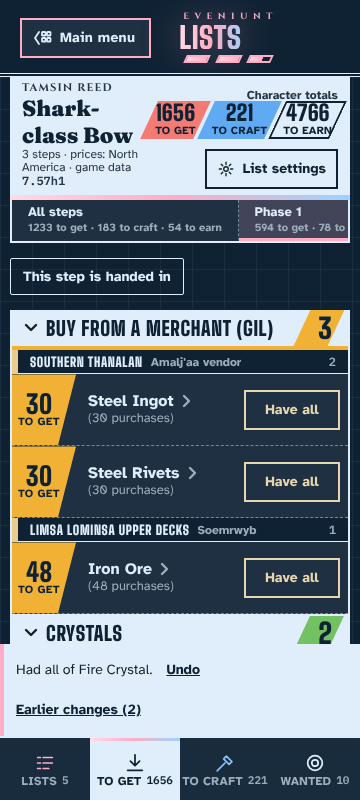 Main menu
EVENIUNT
LISTS
TAMSIN REED
Shark-
class Bow
3 steps · prices: North
America · game data
7.57h1
Character totals
1656 TO GET
221 TO CRAFT
4766 TO EARN
List settings
All steps
1233 to get · 183 to craft · 54 to earn
Phase 1
594 to get · 78 to
This step is handed in
BUY FROM A MERCHANT (GIL) 3
SOUTHERN THANALAN Amalj'aa vendor 2
30 TO GET
Steel Ingot
(30 purchases)
Have all
30 TO GET
Steel Rivets
(30 purchases)
Have all
LIMSA LOMINSA UPPER DECKS Soemrwyb 1
48 TO GET
Iron Ore
(48 purchases)
Have all
CRYSTALS 2
Had all of Fire Crystal. Undo
Earlier changes (2)
LISTS 5
TO GET 1656
TO CRAFT 221
WANTED 10